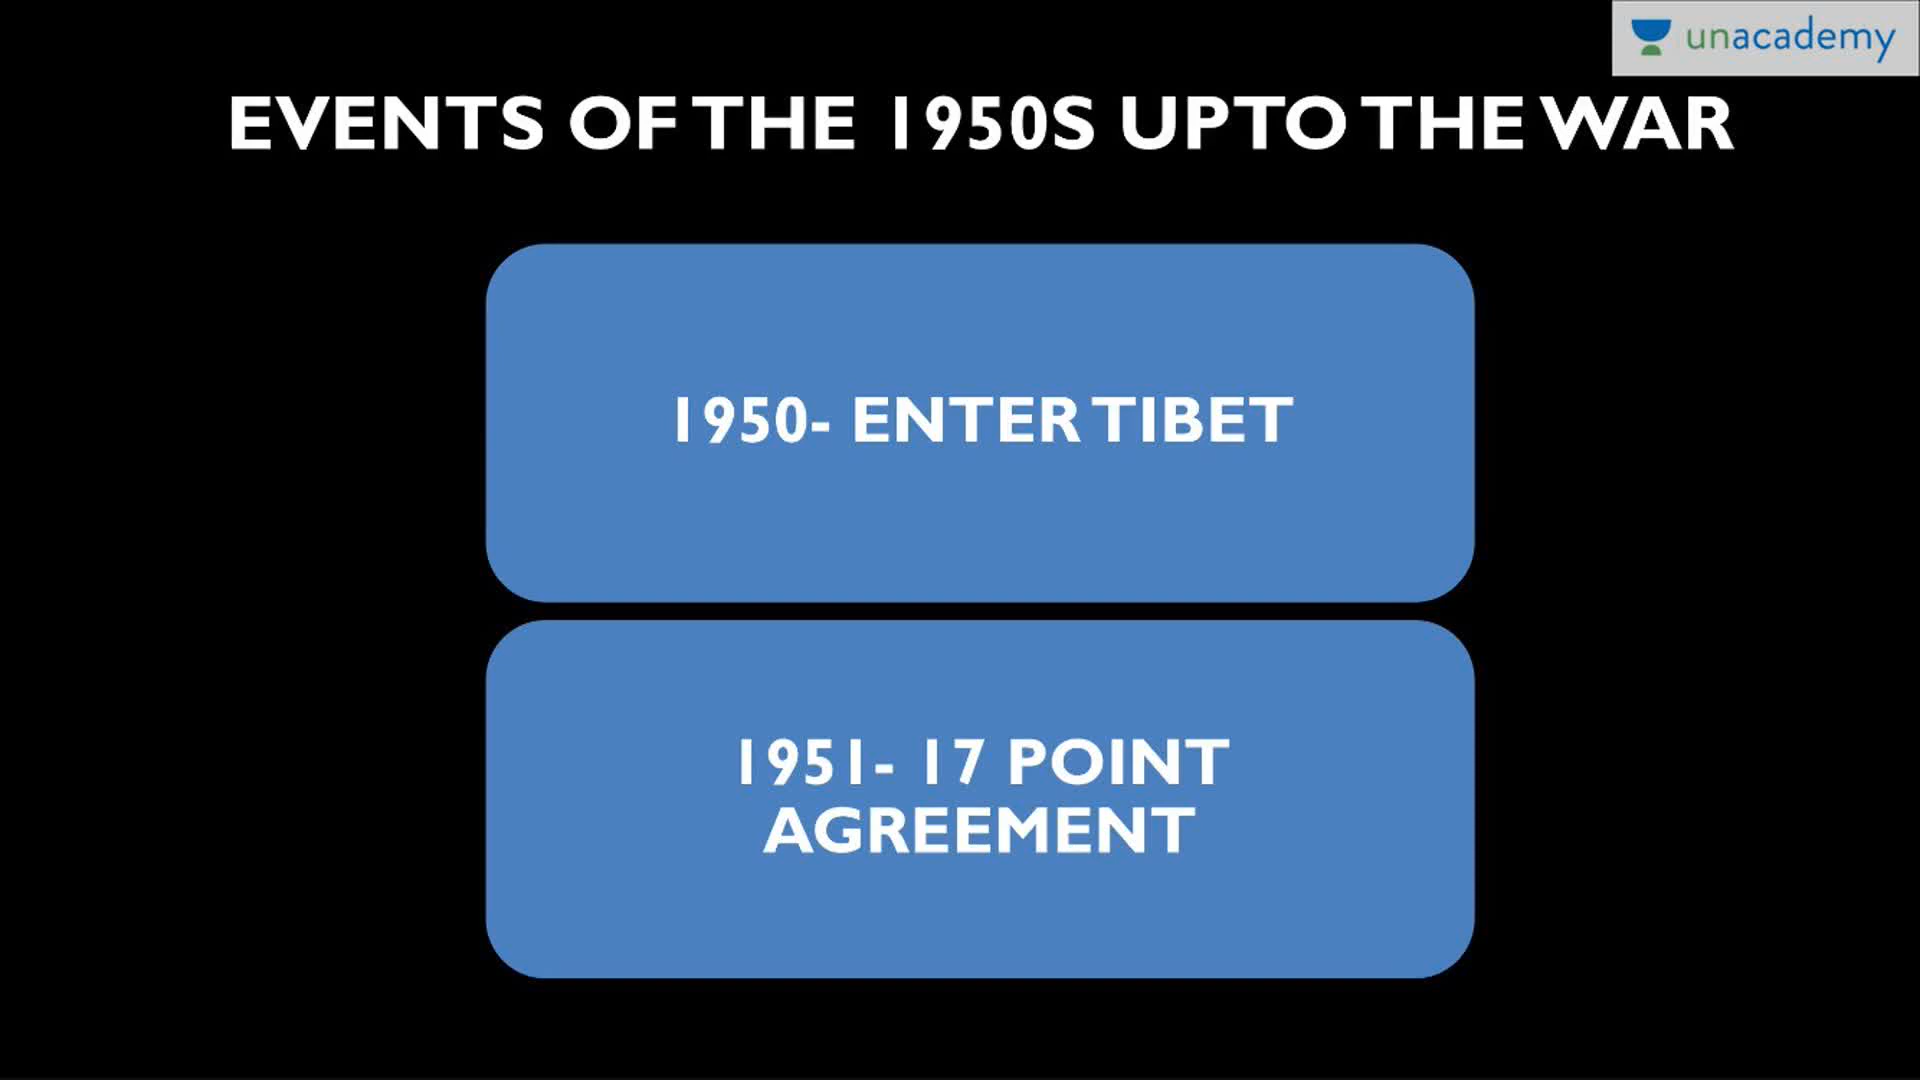 unacademy
EVENTS OF THE 1950S UPTO THE WAR
1950- ENTER TIBET
1951- 17 POINT
AGREEMENT